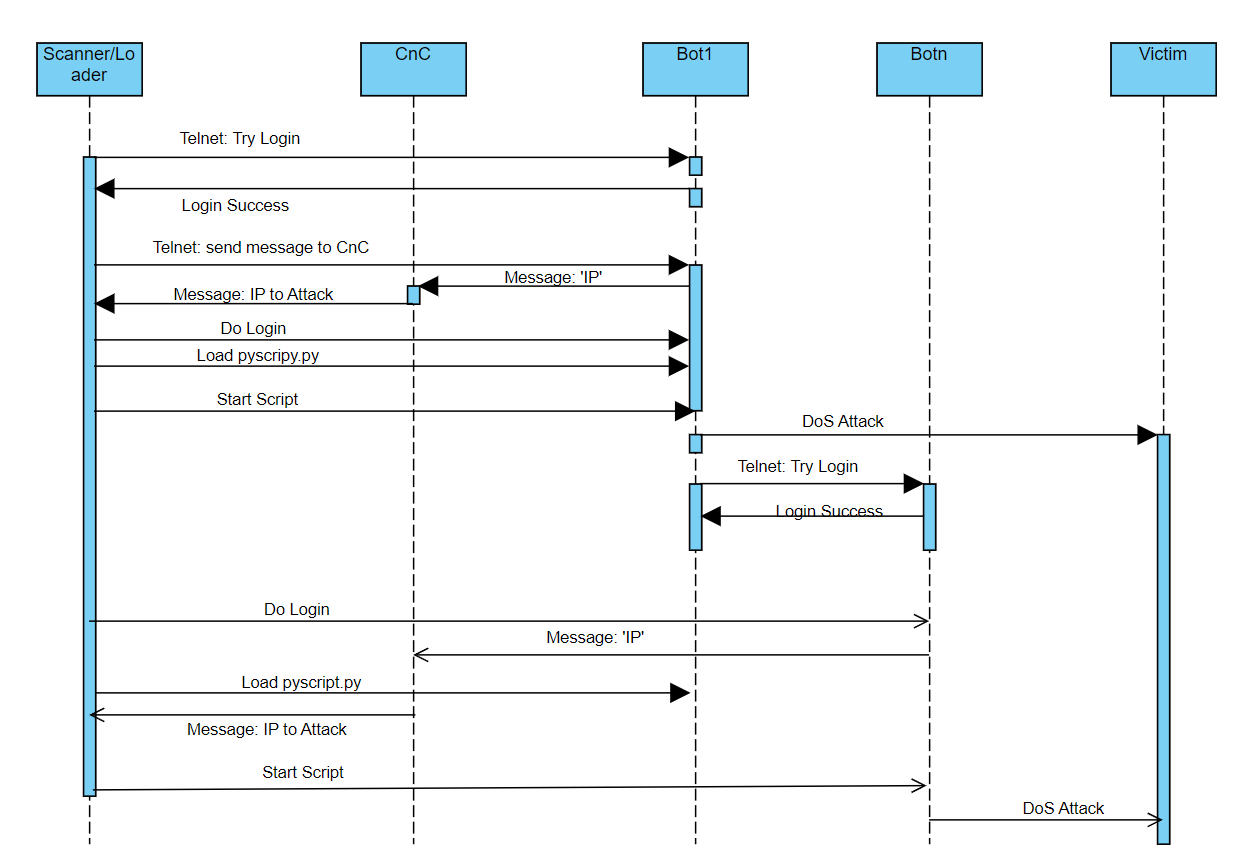 Scanner/Lo
ader
CnC
Bot1
Botn
Victim
Telnet: Try Login
Login Success
Telnet: send message to CnC
Message: 'IP'
Message: IP to Attack
Do Login
Load pyscripy.py
Start Script
DoS Attack
Telnet: Try Login
Login Success
Do Login
Message: 'IP'
Load pyscript.py
Message: IP to Attack
Start Script
DoS Attack